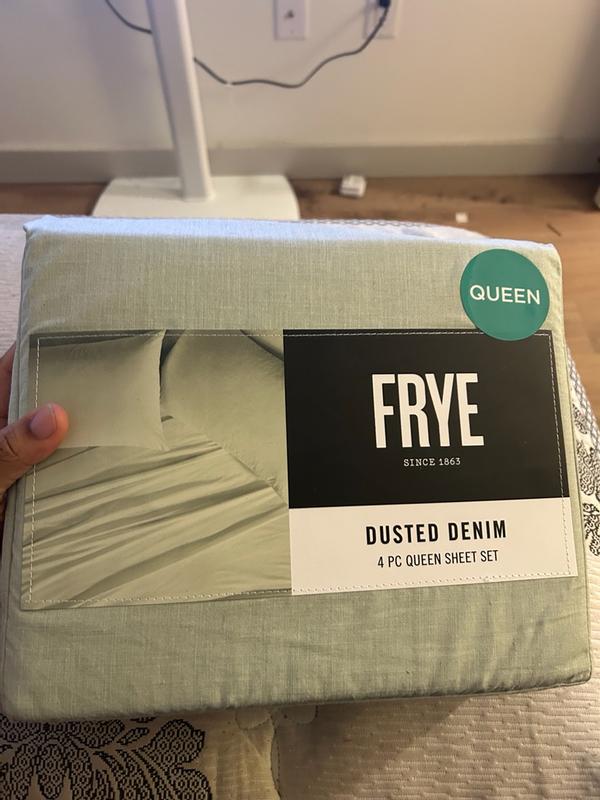 QUEEN
FRYE
SINCE 1863
DUSTED DENIM
4 PC QUEEN SHEET SET